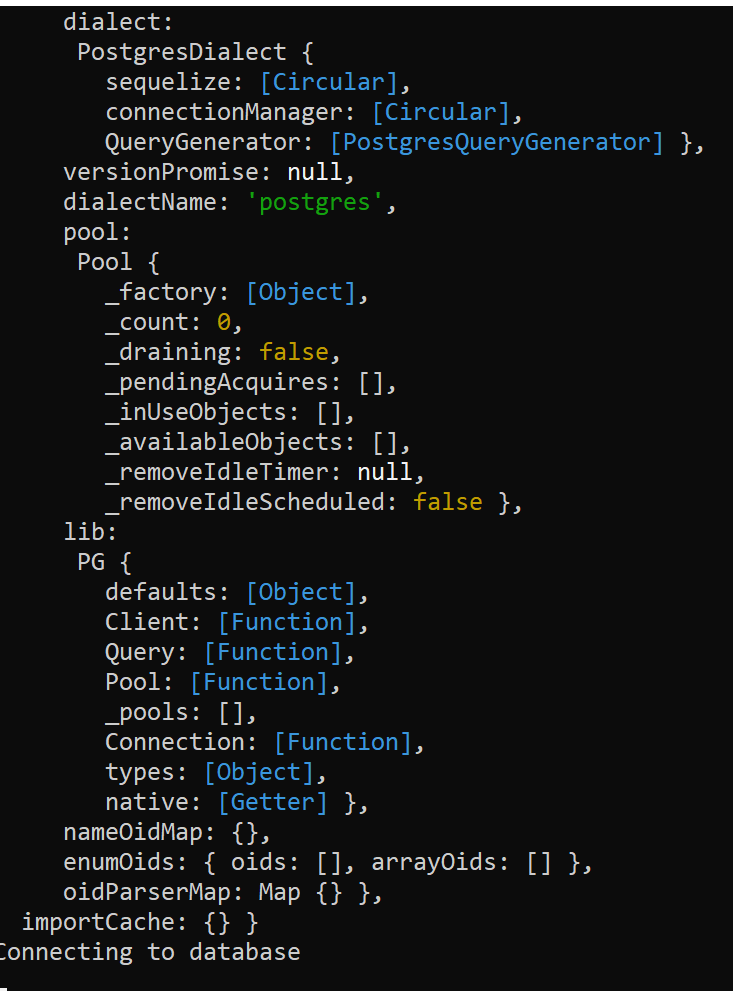 dialect:
PostgresDialect {
sequelize: [Circular],
connectionManager: [Circular],
QueryGenerator: [PostgresQueryGenerator] },
versionPromise: null,
dialectName: 'postgres',
pool:
Pool {
_factory: [Object],
_count: 0,
_draining: false,
_pendingAcquires: [],
_inUseObjects: [],
_availableObjects: [],
_removeIdleTimer: null,
_removeIdleScheduled: false },
lib:
PG {
defaults: [Object],
Client: [Function],
Query: [Function],
Pool: [Function],
_pools: [],
Connection: [Function],
types: [Object],
native: [Getter] },
nameOidMap: {},
enumOids: { oids: [], arrayOids: [] },
oidParserMap: Map {} },
importCache: {} }
Connecting to database